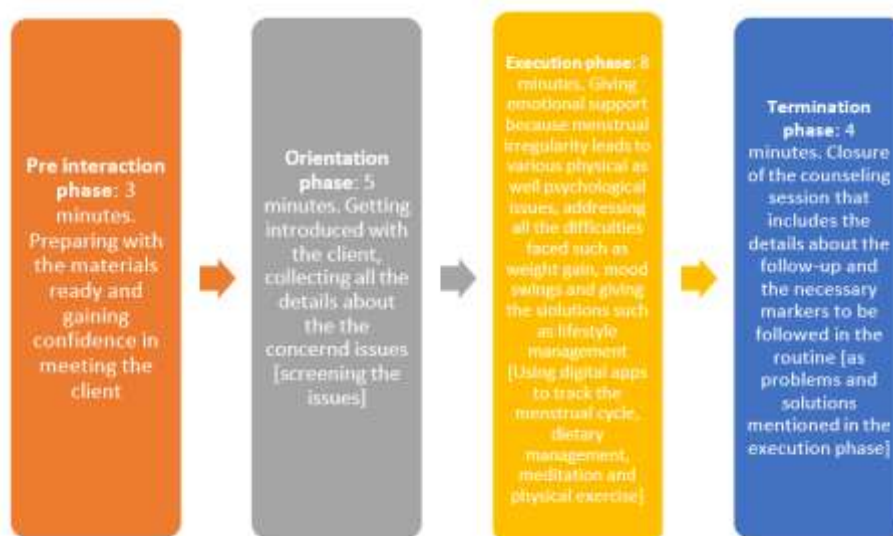 Pre interaction
phase: 3
minutes.
Preparing with
the materials
ready and
gaining
confidence in
meeting the
client
Orientation
phase: 5
minutes. Getting
introduced with
the client,
collecting all the
details about
the the
concernd issues
[screening the
issues]
Execution phase: 8
minutes. Giving
emotional support
because menstrual
irregularity leads to
various physical as
well psychological
issues, addressing
all the difficulties
faced such as
weight gain, mood
swings and giving
the siolutions such
as lifestyle
management
[Using digital apps
to track the
menstrual cycle,
dietary
management,
meditation and
physical exercise]
Termination
phase: 4
minutes. Closure
of the counseling
session that
includes the
details about the
follow-up and
the necessary
markers to be
followed in the
routine [as
problems and
solutions
mentioned in the
execution phase]